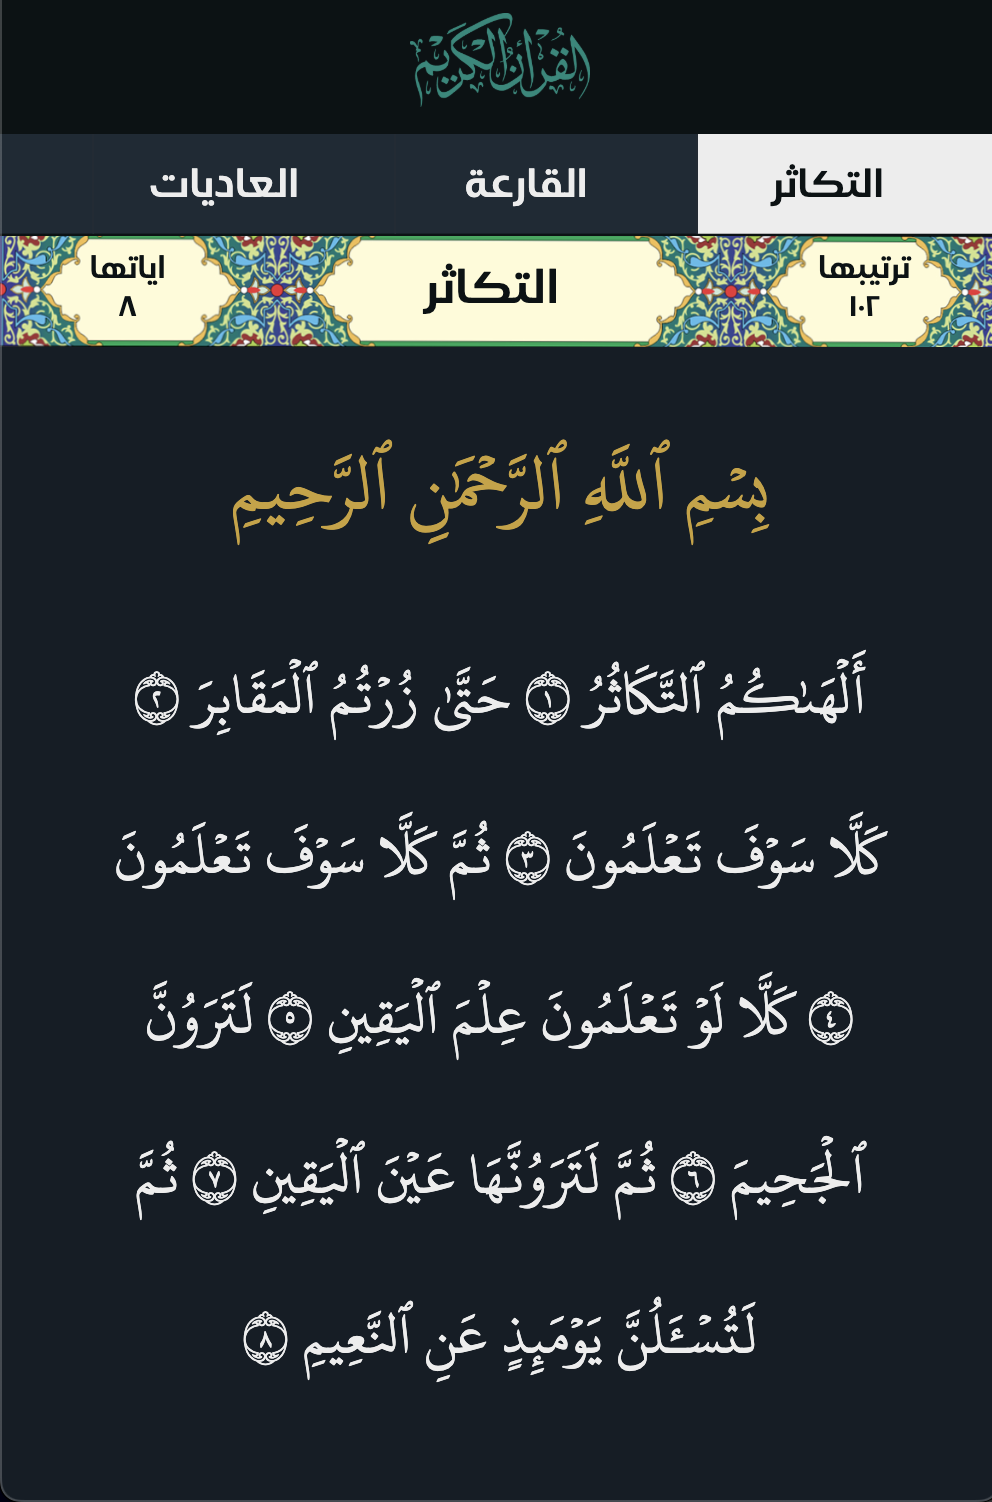 القرآن الكريم
التكاثر القارعة العاديات
ترتيبها التكاثر اياتها
١٠٢ ٨
بِسۡمِ ٱللَّهِ ٱلرَّحۡمَٰنِ ٱلرَّحِيمِ
أَلۡهَىٰكُمُ ٱلتَّكَاثُرُ ١ حَتَّىٰ زُرۡتُمُ ٱلۡمَقَابِرَ ٢
كَلَّا سَوۡفَ تَعۡلَمُونَ ٣ ثُمَّ كَلَّا سَوۡفَ تَعۡلَمُونَ
٤ كَلَّا لَوۡ تَعۡلَمُونَ عِلۡمَ ٱلۡيَقِينِ ٥ لَتَرَوُنَّ
ٱلۡجَحِيمَ ٦ ثُمَّ لَتَرَوُنَّهَا عَيۡنَ ٱلۡيَقِينِ ٧ ثُمَّ
لَتُسۡـَٔلُنَّ يَوۡمَئِذٍ عَنِ ٱلنَّعِيمِ ٨